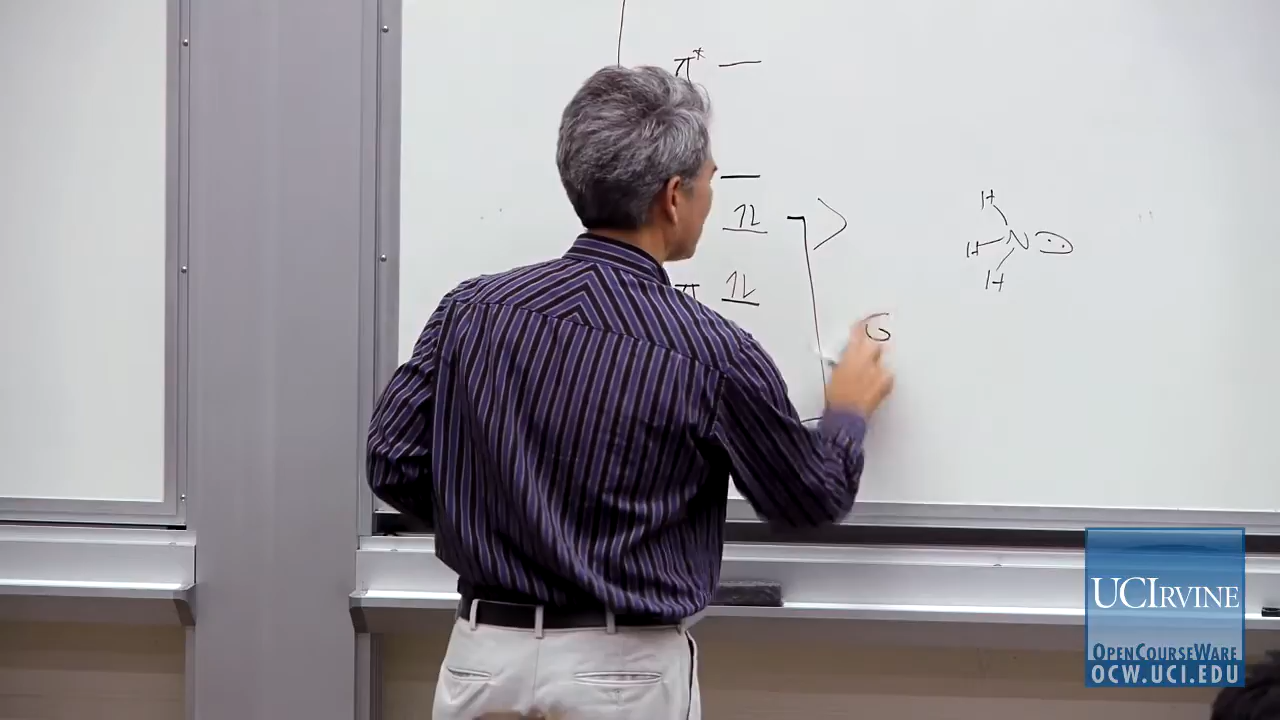 π*
π
H
H N
H
G
UCIRVINE
OPENCOURSEWARE
OCW.UCI.EDU